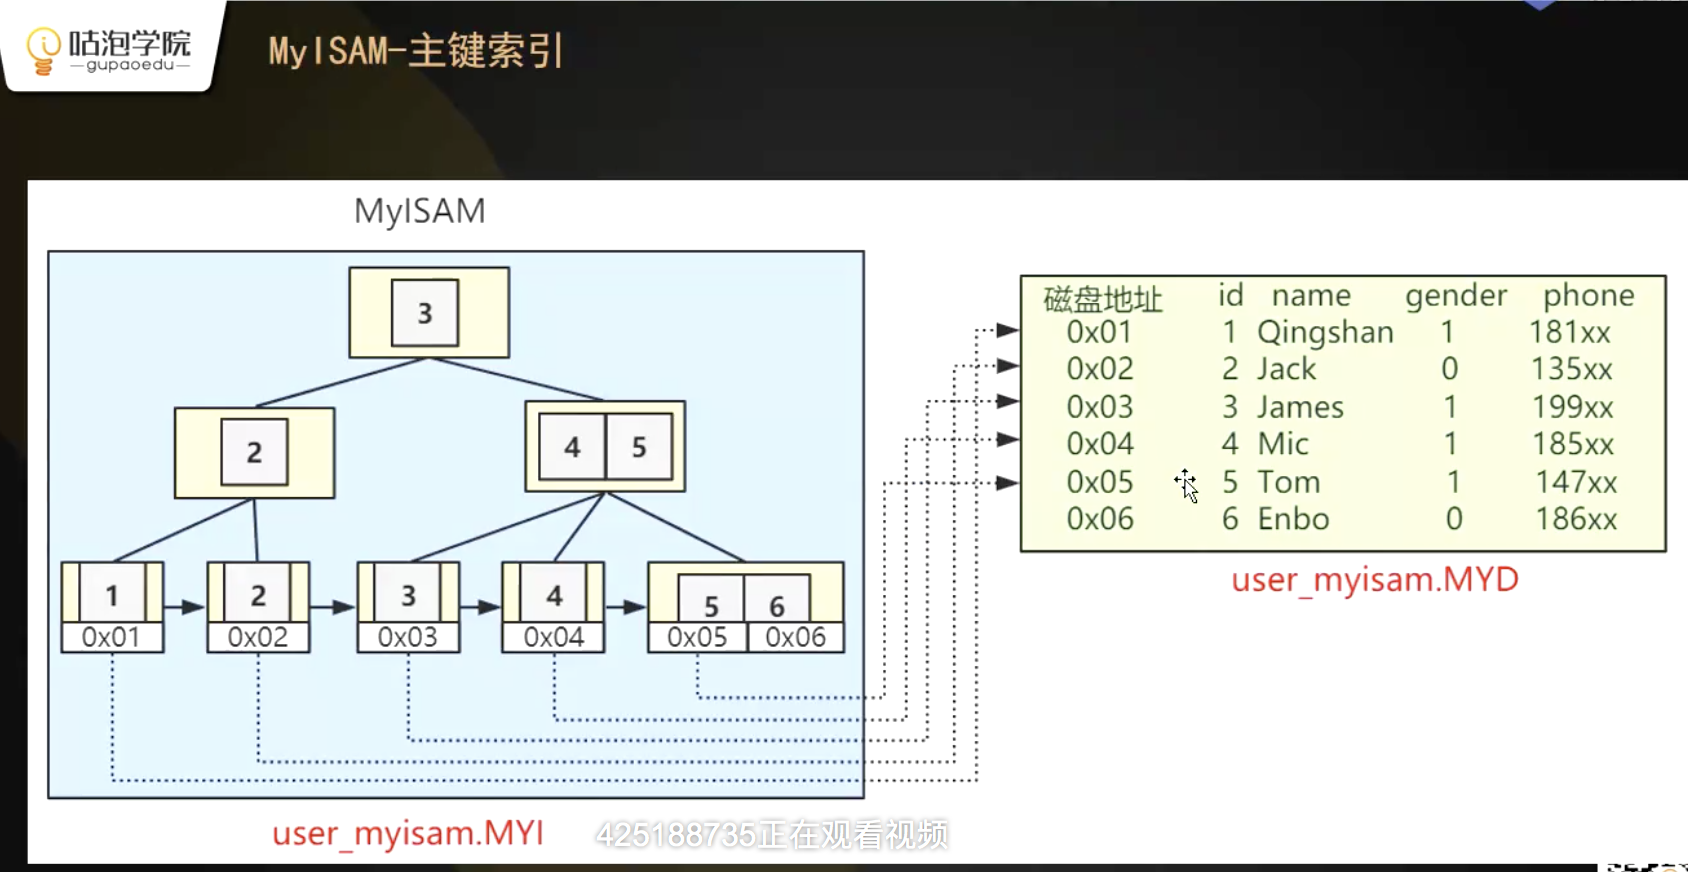 咕泡学院
gupaoedu
MyISAM-主键索引
MyISAM
3
2
4 5
1 2 3 4 5 6
0x01 0x02 0x03 0x04 0x05 0x06
user_myisam.MYI
磁盘地址 id name gender phone
0x01 1 Qingshan 1 181xx
0x02 2 Jack 0 135xx
0x03 3 James 1 199xx
0x04 4 Mic 1 185xx
0x05 5 Tom 1 147xx
0x06 6 Enbo 0 186xx
user_myisam.MYD
425188735正在观看视频